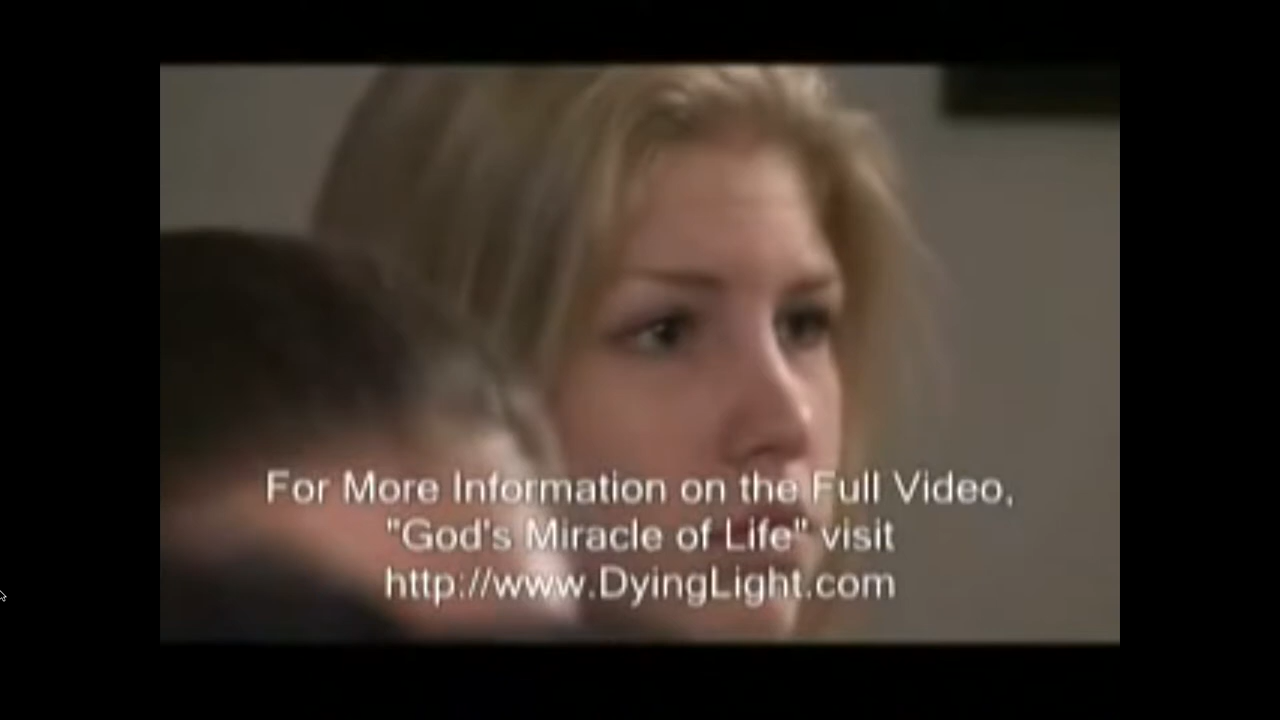 For More Information on the Full Video,
"God's Miracle of Life" visit
http://www.DyingLight.com